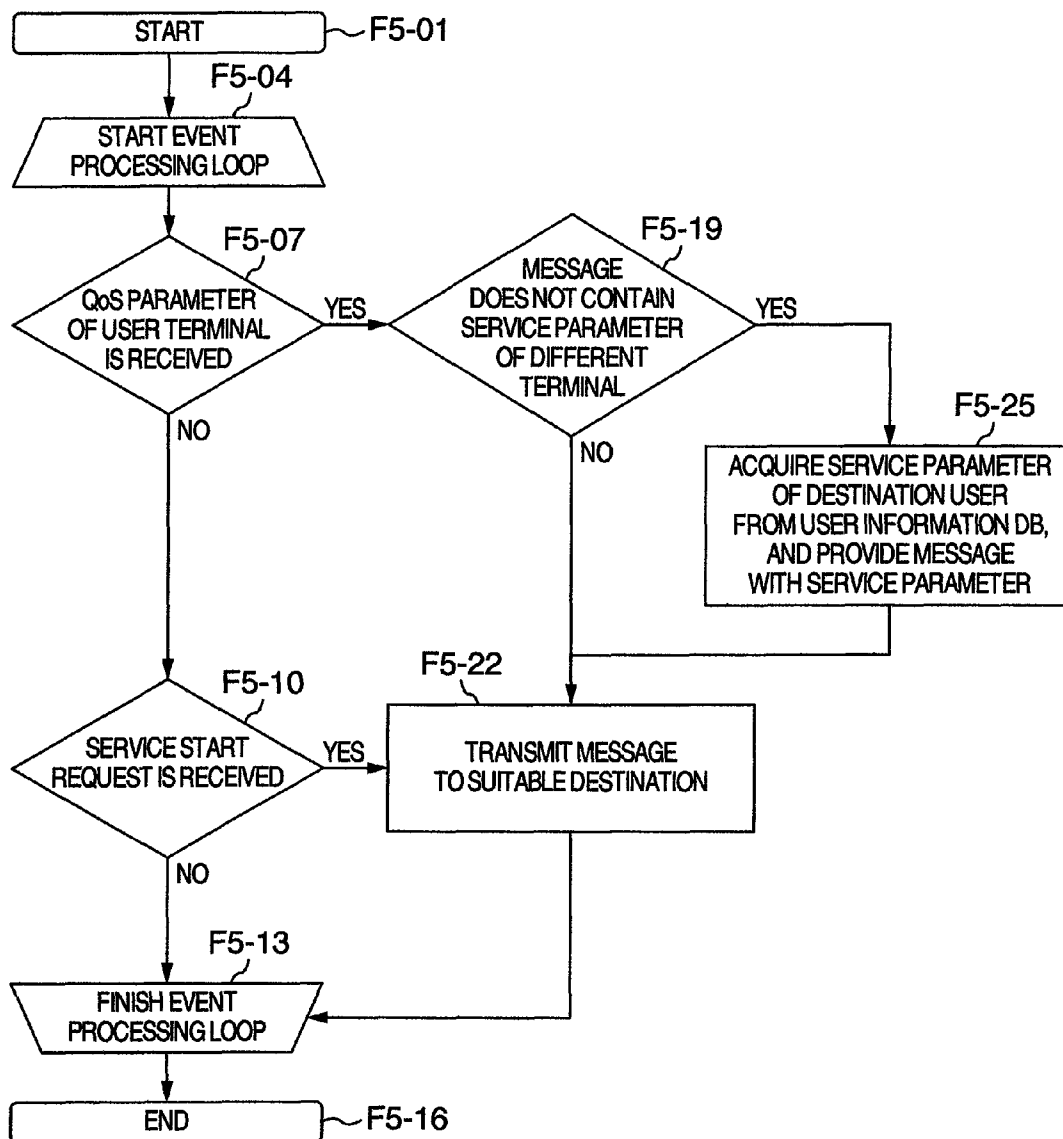 START
F5-01
F5-04
START EVENT
PROCESSING LOOP
F5-07
QoS PARAMETER
OF USER TERMINAL
IS RECEIVED
YES
NO
F5-19
MESSAGE
DOES NOT CONTAIN
SERVICE PARAMETER
OF DIFFERENT
TERMINAL
YES
NO
F5-25
ACQUIRE SERVICE PARAMETER
OF DESTINATION USER
FROM USER INFORMATION DB,
AND PROVIDE MESSAGE
WITH SERVICE PARAMETER
F5-10
SERVICE START
REQUEST IS RECEIVED
YES
NO
F5-22
TRANSMIT MESSAGE
TO SUITABLE DESTINATION
F5-13
FINISH EVENT
PROCESSING LOOP
END
F5-16